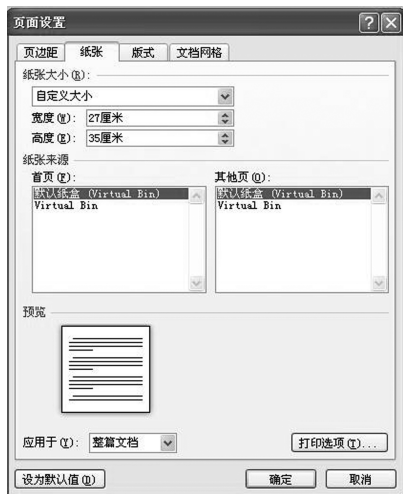 页面设置
页边距 纸张 版式 文档网格
纸张大小(R):
自定义大小
宽度(W): 27厘米
高度(E): 35厘米
纸张来源
首页(F): 其他页(O):
默认纸盒 (Virtual Bin) 默认纸盒 (Virtual Bin)
Virtual Bin Virtual Bin
预览
应用于(Y): 整篇文档 打印选项(T)...
设为默认值(D) 确定 取消